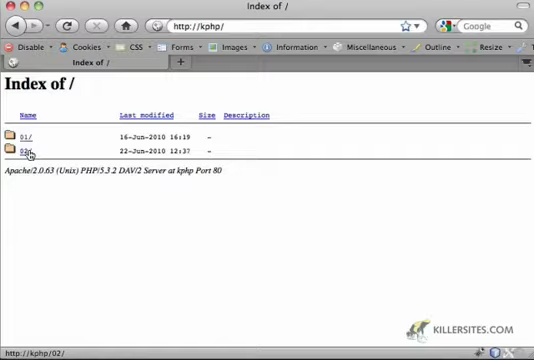 Index of /
http://kphp/
Google
Disable Cookies CSS Forms Images Information Miscellaneous Outline Resize
Index of /
Index of /
Name Last modified Size Description
01/ 16-Jun-2010 16:19 -
02/ 22-Jun-2010 12:37 -
Apache/2.0.63 (Unix) PHP/5.3.2 DAV/2 Server at kphp Port 80
KILLERSITES.COM
http://kphp/02/